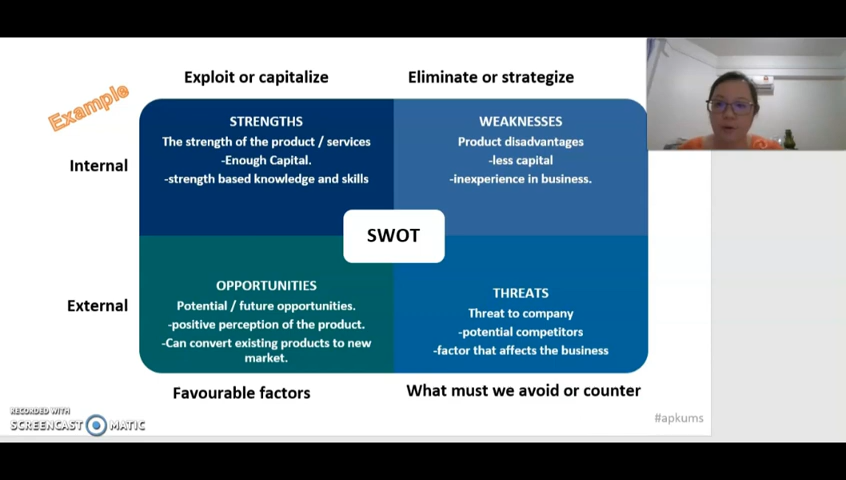 Exploit or capitalize
Eliminate or strategize
Example
STRENGTHS
The strength of the product / services
-Enough Capital.
-strength based knowledge and skills
WEAKNESSES
Product disadvantages
-less capital
-inexperience in business.
Internal
SWOT
External
OPPORTUNITIES
Potential / future opportunities.
-positive perception of the product.
-Can convert existing products to new
market.
THREATS
Threat to company
-potential competitors
-factor that affects the business
Favourable factors
What must we avoid or counter
RECORDED WITH
SCREENCAST MATIC
#apkums